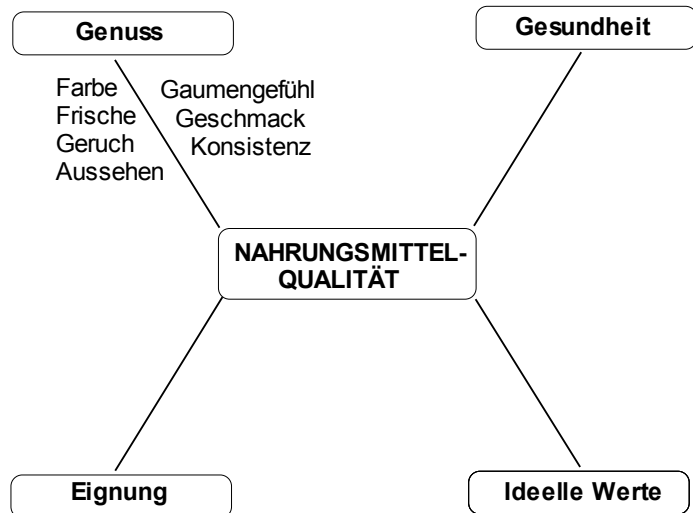 Genuss
Gesundheit
Farbe
Frische
Geruch
Aussehen
Gaumengefühl
Geschmack
Konsistenz
NAHRUNGSMITTEL-
QUALITÄT
Eignung
Ideelle Werte